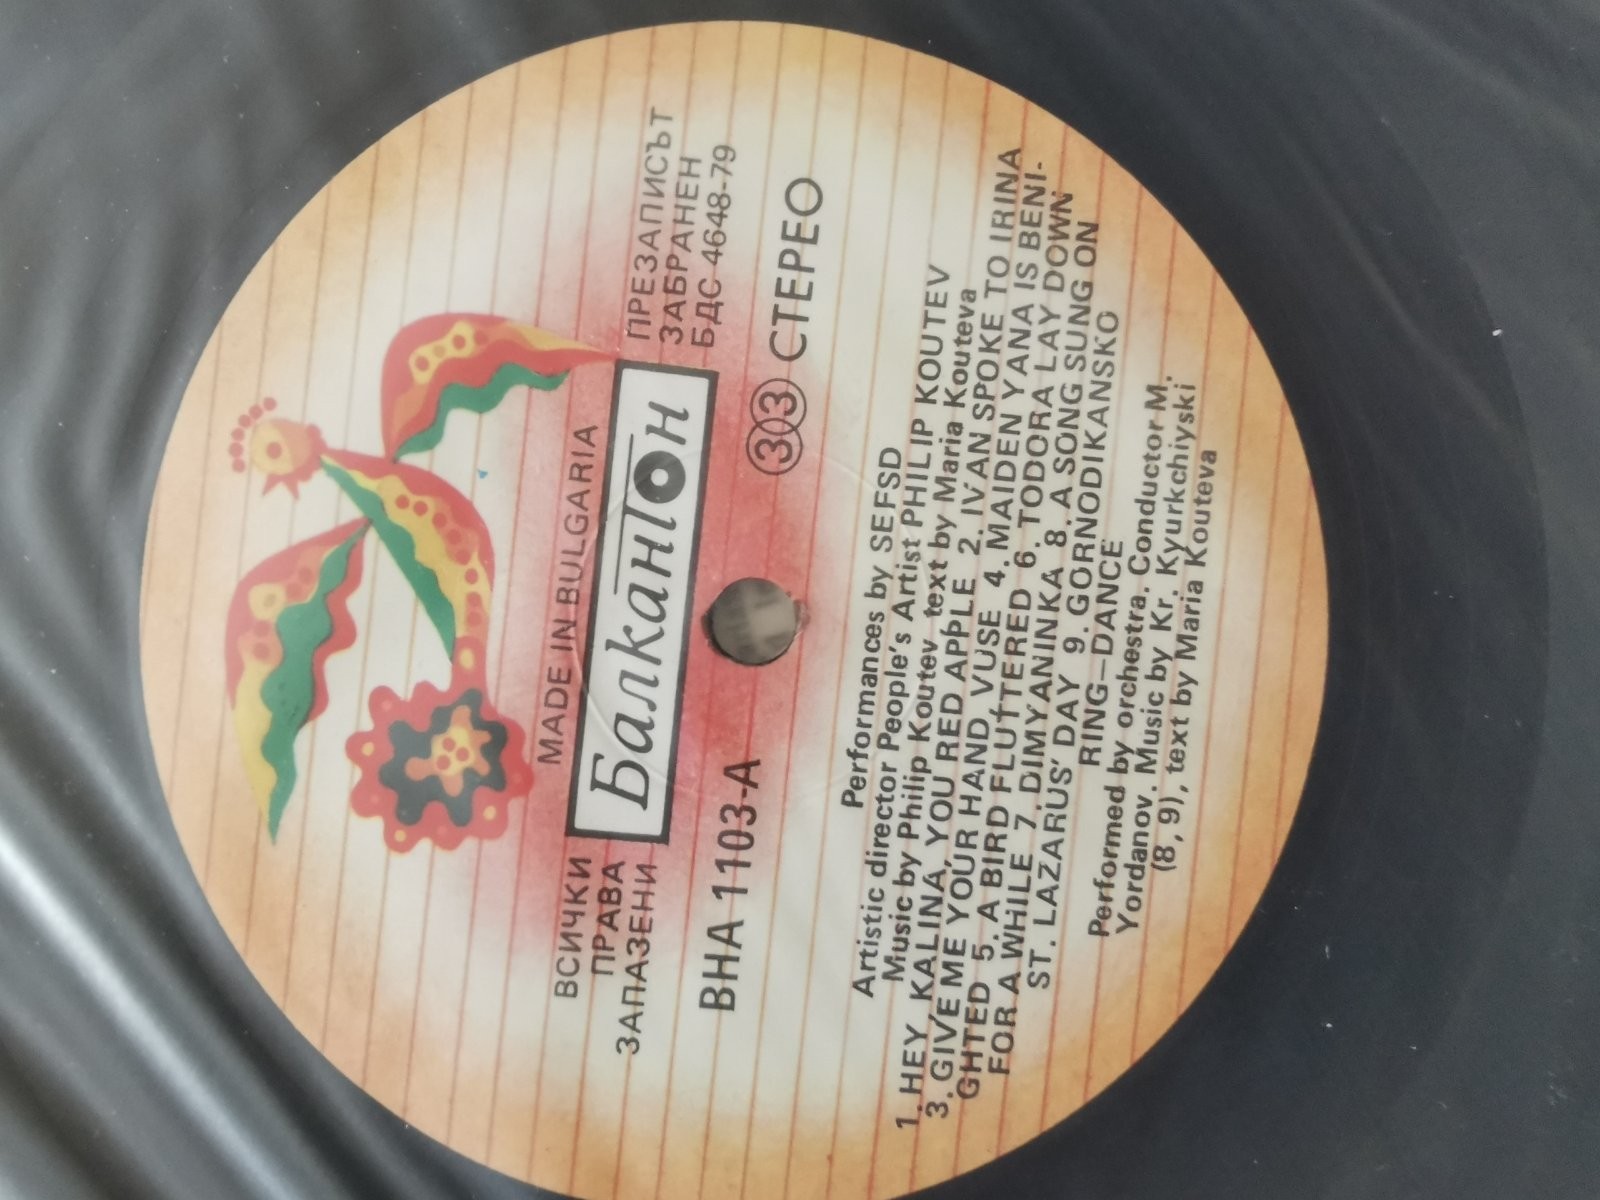 MADE IN BULGARIA
ВСИЧКИ
ПРАВА
ЗАПАЗЕНИ
Балкантон
ПРЕЗАПИСЪТ
ЗАБРАНЕН
БДС 4648-79
ВНА 1103-А
33 СТЕРЕО
Performances by SEFSD
Artistic director People's Artist PHILIP KOUTEV
Music by Philip Koutev, text by Maria Kouteva
1. HEY, KALINA, YOU RED APPLE 2. IVAN SPOKE TO IRINA
3. GIVE ME YOUR HAND, VUSE 4. MAIDEN YANA IS BENI-
GHTED 5. A BIRD FLUTTERED 6. TODORA LAY DOWN
FOR A WHILE 7. DIMYANINKA 8. A SONG SUNG ON
ST. LAZARUS' DAY 9. GORNODIKANSKO
RING—DANCE
Performed by orchestra. Conductor M.
Yordanov. Music by Kr. Kyurkchiyski
(8, 9), text by Maria Kouteva